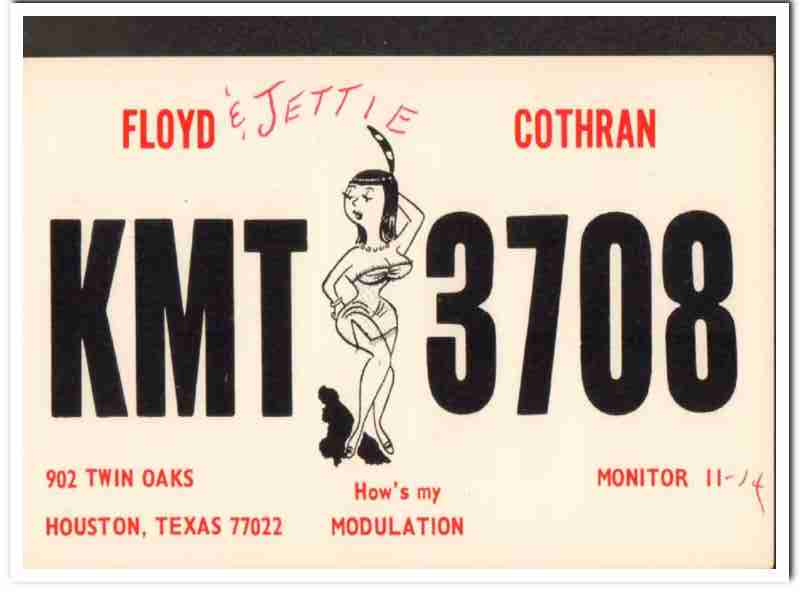 FLOYD & JETTIE COTHRAN
KMT 3708
902 TWIN OAKS
HOUSTON, TEXAS 77022
How's my
MODULATION
MONITOR 11-14